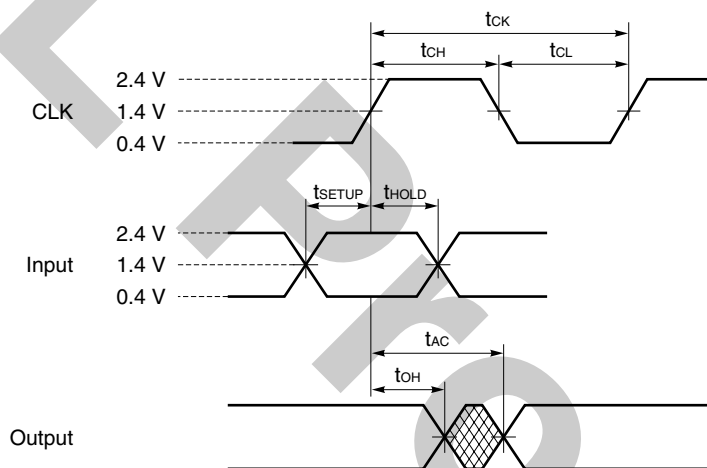 tCK
tCH tCL
2.4 V
CLK 1.4 V
0.4 V
tSETUP tHOLD
2.4 V
Input 1.4 V
0.4 V
tAC
tOH
Output
L Pro